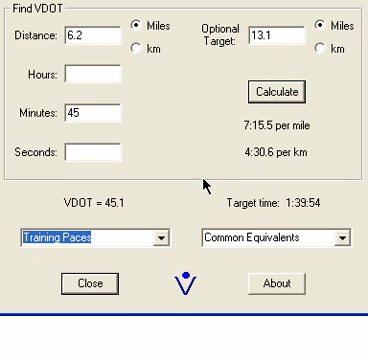 Find VDOT
Distance: 6.2
Miles
km
Optional
Target: 13.1
Miles
km
Hours:
Calculate
Minutes: 45
7:15.5 per mile
Seconds:
4:30.6 per km
VDOT = 45.1
Target time: 1:39:54
Training Paces
Common Equivalents
Close
About